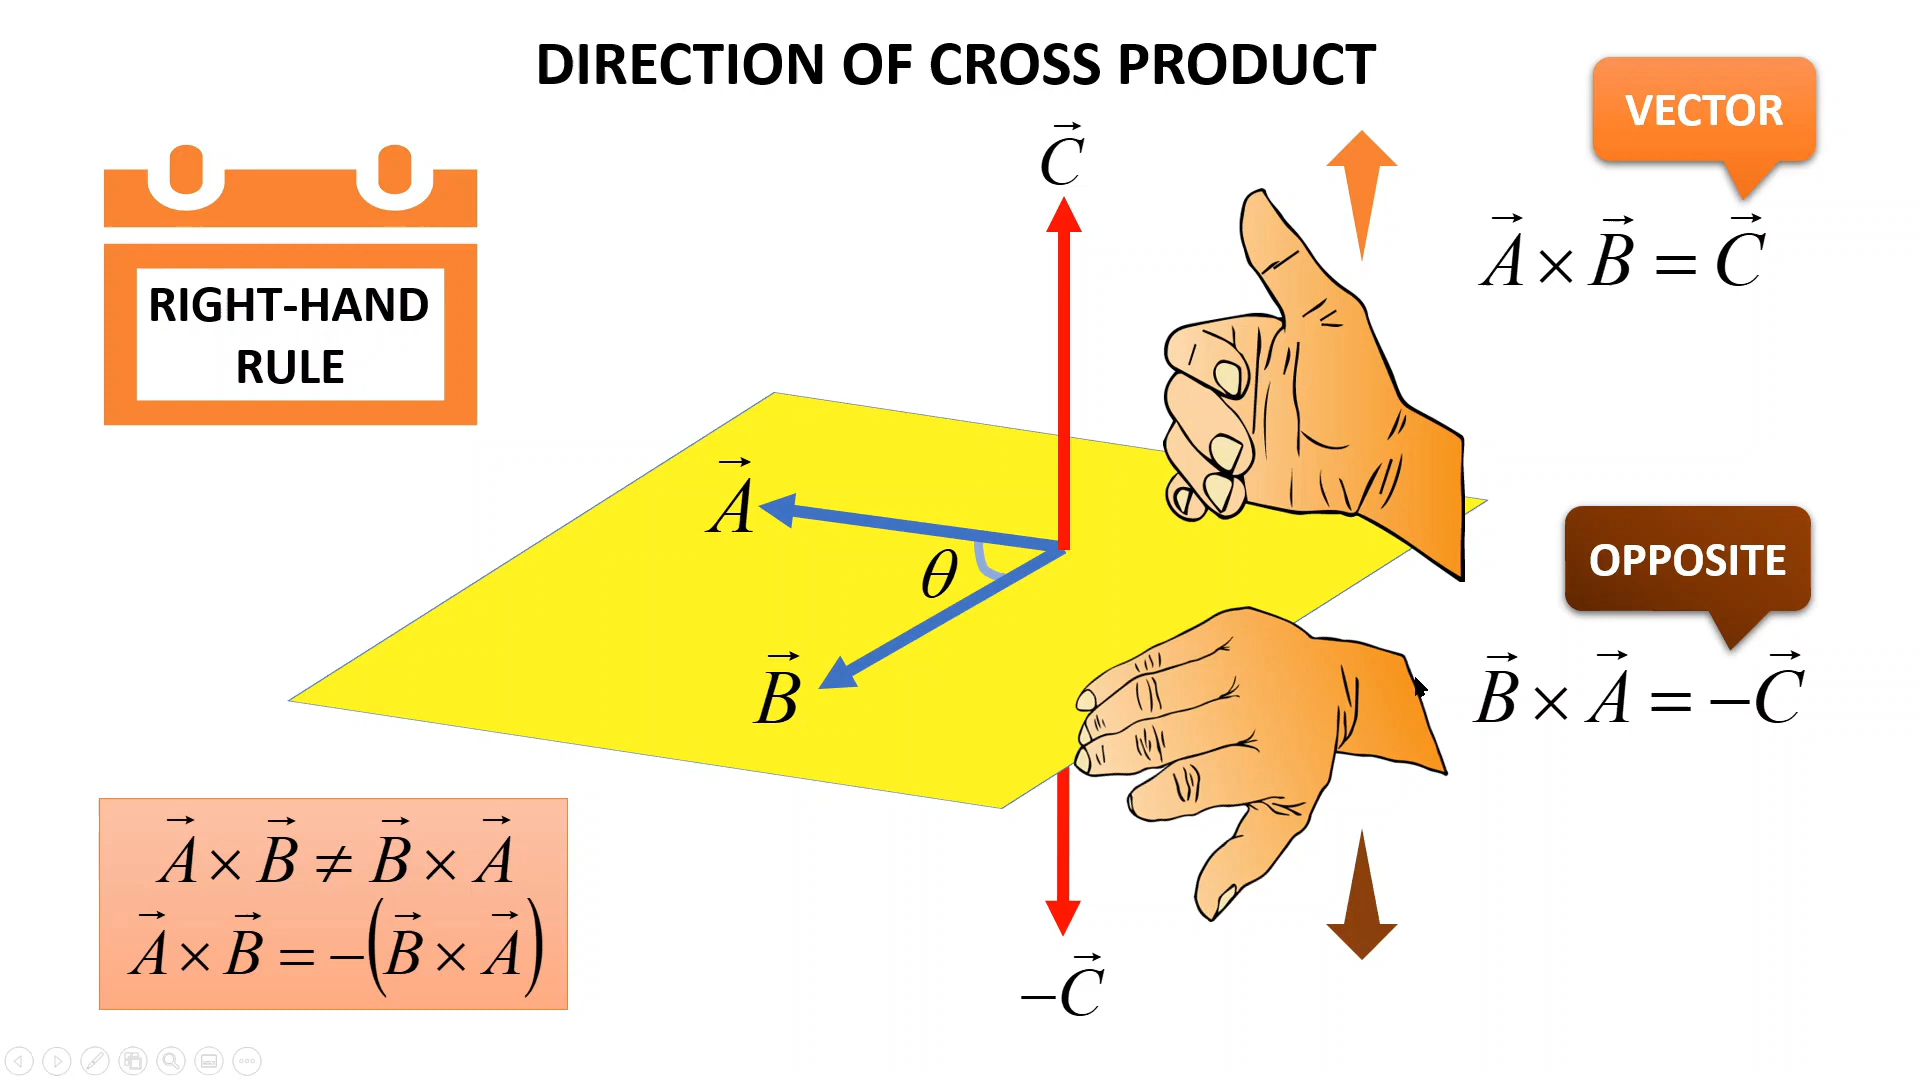 DIRECTION OF CROSS PRODUCT
VECTOR
RIGHT-HAND
RULE
C⃗
A⃗ × B⃗ = C⃗
A⃗
θ
B⃗
OPPOSITE
B⃗ × A⃗ = −C⃗
A⃗ × B⃗ ≠ B⃗ × A⃗
A⃗ × B⃗ = −(B⃗ × A⃗)
−C⃗